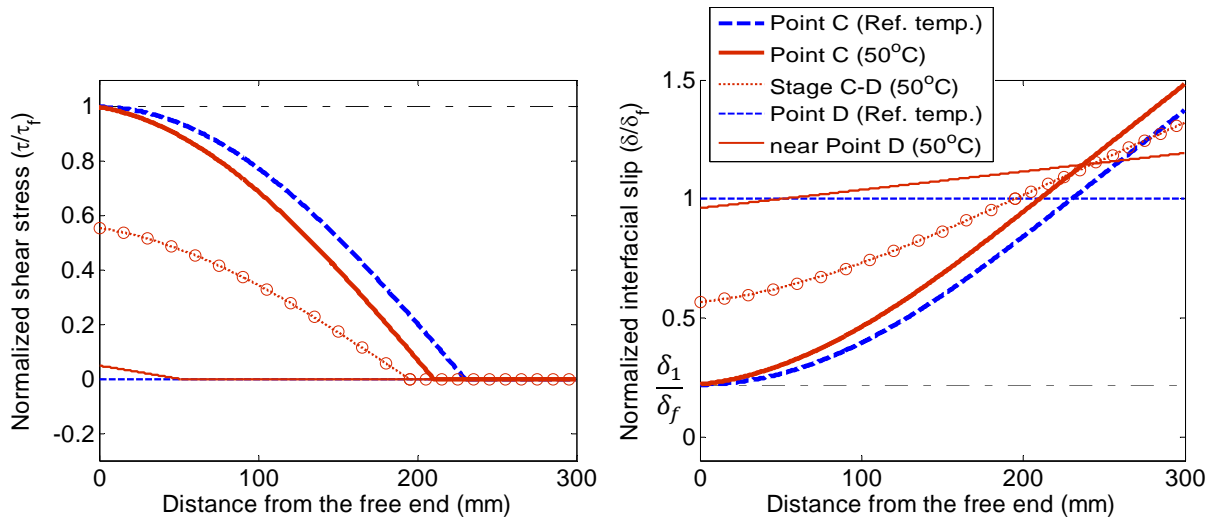 Normalized shear stress (τ/τf)
1
0.8
0.6
0.4
0.2
0
-0.2
0
100
200
300
Distance from the free end (mm)
Point C (Ref. temp.)
Point C (50°C)
Stage C-D (50°C)
Point D (Ref. temp.)
near Point D (50°C)
Normalized interfacial slip (δ/δf)
1.5
1
0.5
δ1/δf
0
0
100
200
300
Distance from the free end (mm)